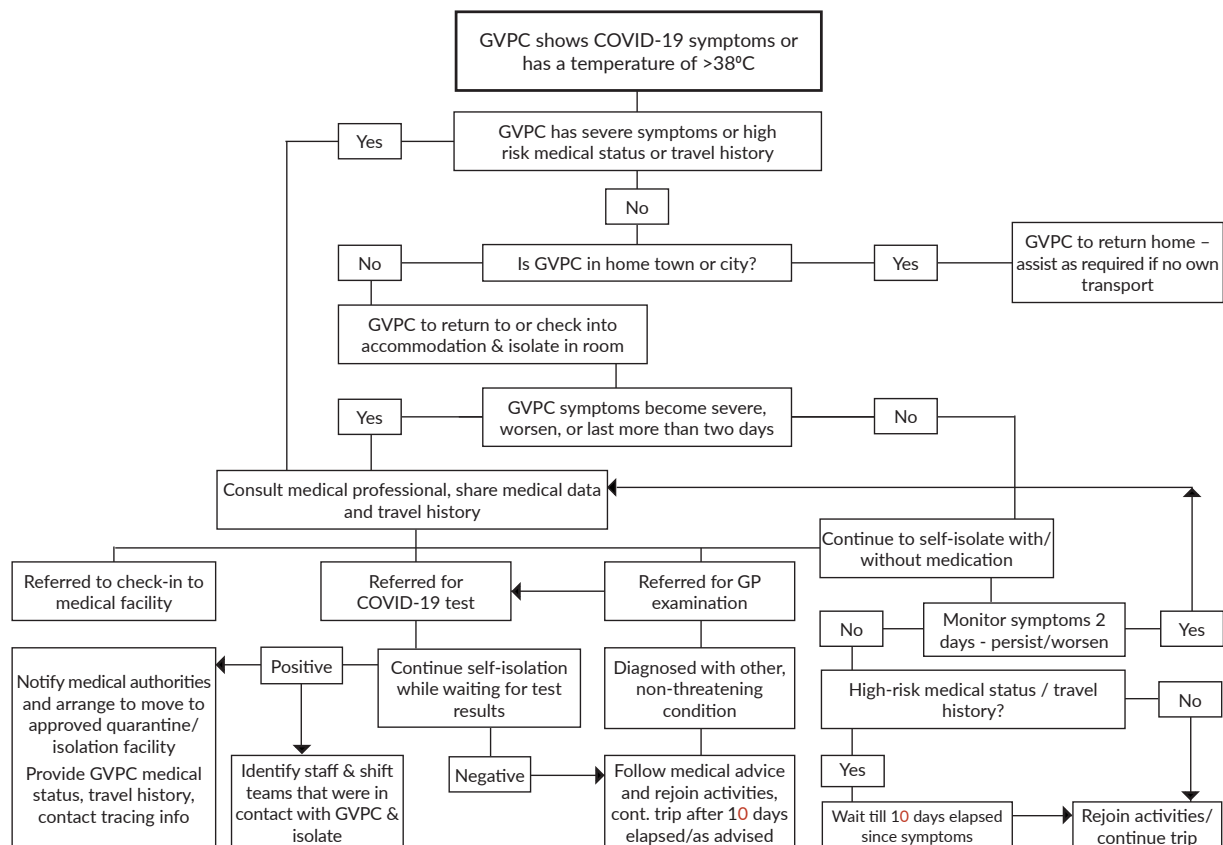 GVPC shows COVID-19 symptoms or
has a temperature of >38ºC
GVPC has severe symptoms or high
risk medical status or travel history
Yes
No
Is GVPC in home town or city?
No
Yes
GVPC to return home –
assist as required if no own
transport
GVPC to return to or check into
accommodation & isolate in room
GVPC symptoms become severe,
worsen, or last more than two days
Yes
No
Consult medical professional, share medical data
and travel history
Continue to self-isolate with/
without medication
Referred to check-in to
medical facility
Referred for
COVID-19 test
Referred for GP
examination
Monitor symptoms 2
days - persist/worsen
No
Yes
Notify medical authorities
and arrange to move to
approved quarantine/
isolation facility
Provide GVPC medical
status, travel history,
contact tracing info
Positive
Continue self-isolation
while waiting for test
results
Diagnosed with other,
non-threatening
condition
High-risk medical status / travel
history?
No
Identify staff & shift
teams that were in
contact with GVPC &
isolate
Negative
Follow medical advice
and rejoin activities,
cont. trip after 10 days
elapsed/as advised
Yes
Wait till 10 days elapsed
since symptoms
Rejoin activities/
continue trip